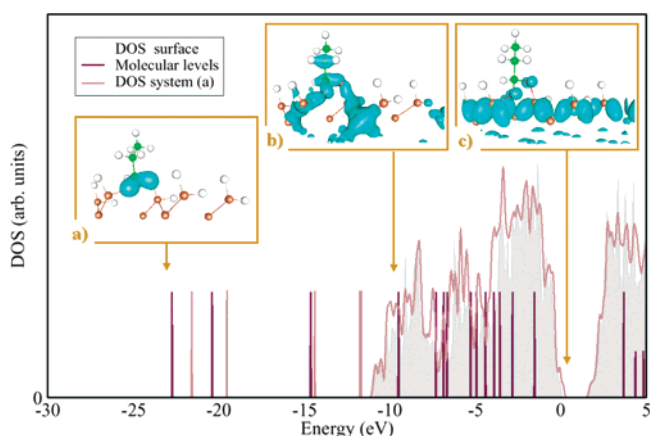 DOS surface
Molecular levels
DOS system (a)
b)
c)
a)
DOS (arb. units)
0
-30 -25 -20 -15 -10 -5 0 5
Energy (eV)